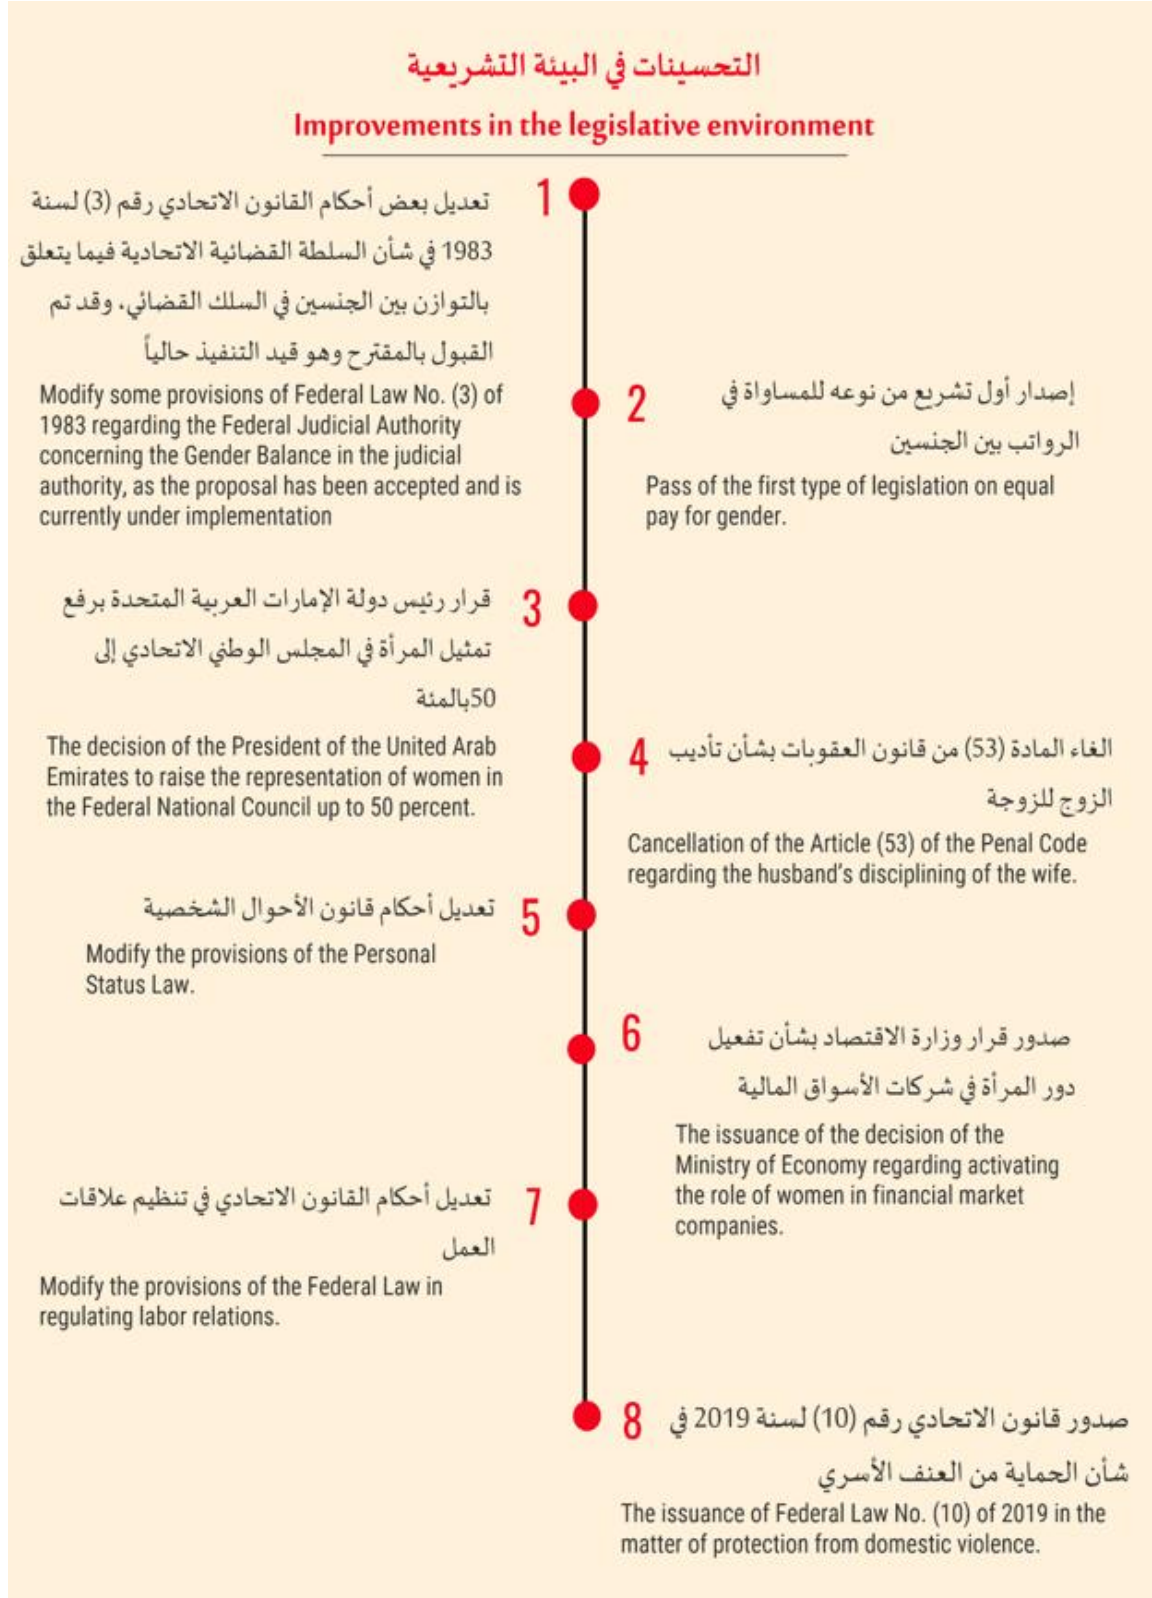 التحسينات في البيئة التشريعية
Improvements in the legislative environment
1
تعديل بعض أحكام القانون الاتحادي رقم (3) لسنة
1983 في شأن السلطة القضائية الاتحادية فيما يتعلق
بالتوازن بين الجنسين في السلك القضائي، وقد تم
القبول بالمقترح وهو قيد التنفيذ حالياً
Modify some provisions of Federal Law No. (3) of
1983 regarding the Federal Judicial Authority
concerning the Gender Balance in the judicial
authority, as the proposal has been accepted and is
currently under implementation
2
إصدار أول تشريع من نوعه للمساواة في
الرواتب بين الجنسين
Pass of the first type of legislation on equal
pay for gender.
3
قرار رئيس دولة الإمارات العربية المتحدة برفع
تمثيل المرأة في المجلس الوطني الاتحادي إلى
50بالمئة
The decision of the President of the United Arab
Emirates to raise the representation of women in
the Federal National Council up to 50 percent.
4
الغاء المادة (53) من قانون العقوبات بشأن تأديب
الزوج للزوجة
Cancellation of the Article (53) of the Penal Code
regarding the husband's disciplining of the wife.
5
تعديل أحكام قانون الأحوال الشخصية
Modify the provisions of the Personal
Status Law.
6
صدور قرار وزارة الاقتصاد بشأن تفعيل
دور المرأة في شركات الأسواق المالية
The issuance of the decision of the
Ministry of Economy regarding activating
the role of women in financial market
companies.
7
تعديل أحكام القانون الاتحادي في تنظيم علاقات
العمل
Modify the provisions of the Federal Law in
regulating labor relations.
8
صدور قانون الاتحادي رقم (10) لسنة 2019 في
شأن الحماية من العنف الأسري
The issuance of Federal Law No. (10) of 2019 in the
matter of protection from domestic violence.